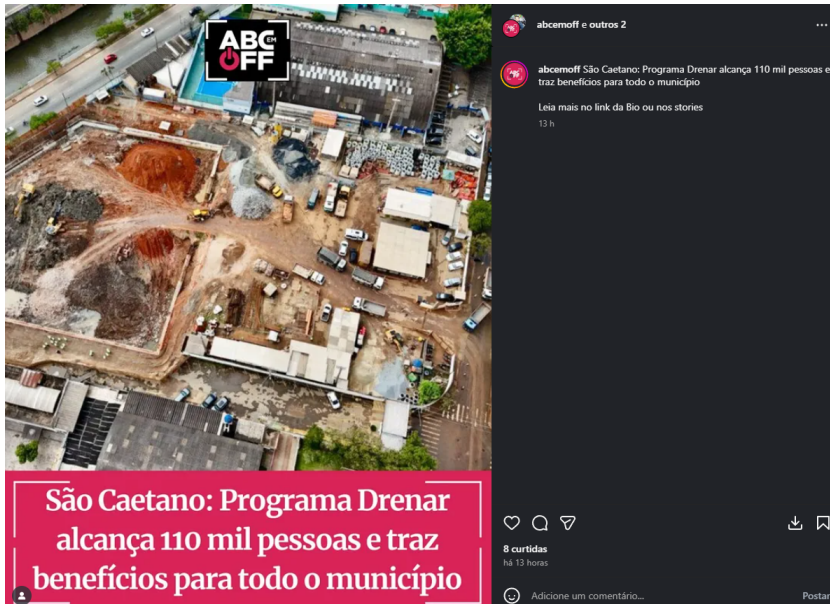 ABC EM
OFF
São Caetano: Programa Drenar
alcança 110 mil pessoas e traz
benefícios para todo o município
abcemoff e outros 2
abcemoff São Caetano: Programa Drenar alcança 110 mil pessoas e
traz benefícios para todo o município
Leia mais no link da Bio ou nos stories
13 h
8 curtidas
há 13 horas
Adicione um comentário...
Postar